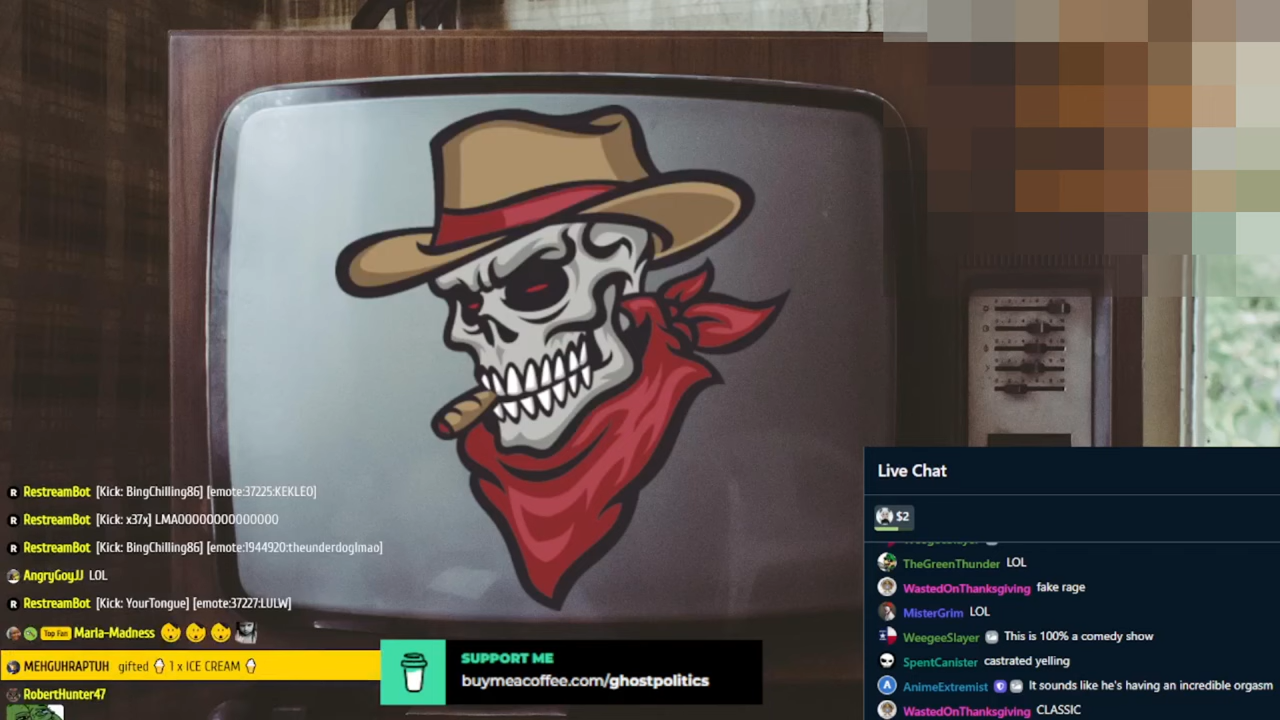 RestreamBot [Kick: BingChilling86] [emote:37225:KEKLEO]
RestreamBot [Kick: x37x] LMAOOOOOOOOOOOOO
RestreamBot [Kick: BingChilling86] [emote:1944920:theunderdoglmao]
AngryGoyJJ LOL
RestreamBot [Kick: YourTongue] [emote:37227:LULW]
Top Fan Marla-Madness
MEHGUHRAPTUH gifted 1 x ICE CREAM
RobertHunter47
SUPPORT ME
buymeacoffee.com/ghostpolitics
Live Chat
$2
WeegeeSlayer
TheGreenThunder LOL
WastedOnThanksgiving fake rage
MisterGrim LOL
WeegeeSlayer This is 100% a comedy show
SpentCanister castrated yelling
AnimeExtremist It sounds like he's having an incredible orgasm
WastedOnThanksgiving CLASSIC